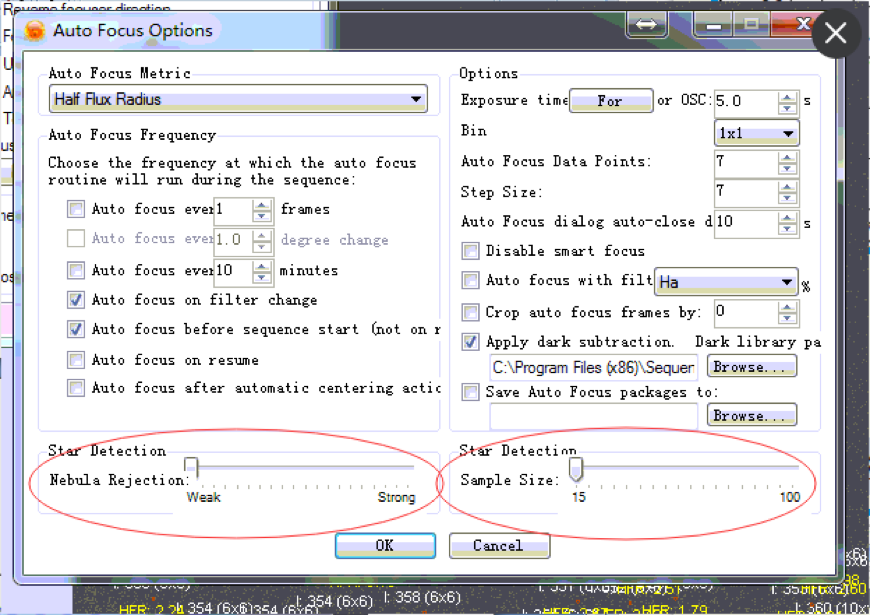 Reverse focuser direction
Auto Focus Options
Auto Focus Metric
Half Flux Radius
Auto Focus Frequency
Choose the frequency at which the auto focus
routine will run during the sequence:
Auto focus ever 1 frames
Auto focus ever 1.0 degree change
Auto focus ever 10 minutes
Auto focus on filter change
Auto focus before sequence start (not on r
Auto focus on resume
Auto focus after automatic centering actio
Options
Exposure time For or OSC: 5.0 s
Bin 1x1
Auto Focus Data Points: 7
Step Size: 7
Auto Focus dialog auto-close d 10 s
Disable smart focus
Auto focus with filt Ha %
Crop auto focus frames by: 0
Apply dark subtraction. Dark library pa
C:\Program Files (x86)\Sequen Browse...
Save Auto Focus packages to:
Browse...
Star Detection
Nebula Rejection:
Weak Strong
Star Detection
Sample Size:
15 100
OK Cancel
I: 358 (6x6)
I: 354 (6x6)
HFR: 2.24 354 (6x6) 354 (6x6)
HFR: 1.79
I: 360 (10x